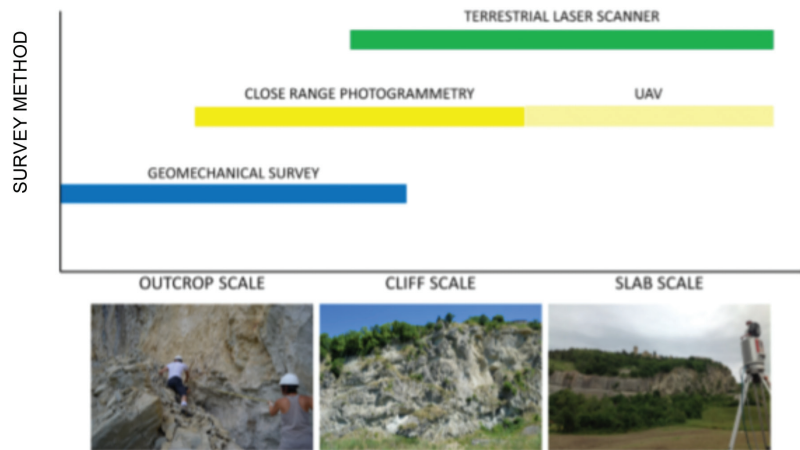 SURVEY METHOD
TERRESTRIAL LASER SCANNER
CLOSE RANGE PHOTOGRAMMETRY
UAV
GEOMECHANICAL SURVEY
OUTCROP SCALE
CLIFF SCALE
SLAB SCALE